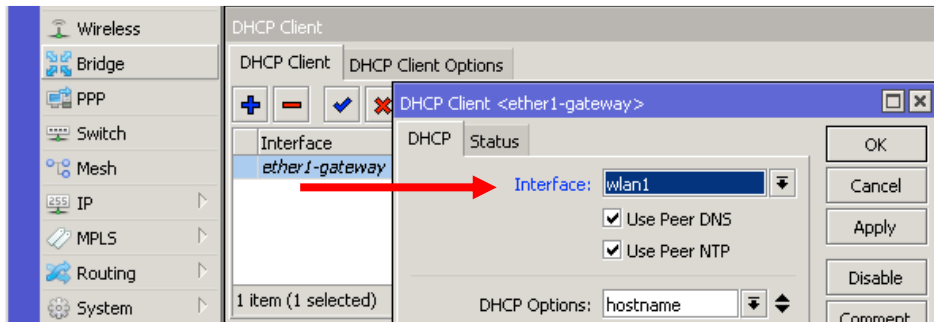 Wireless
Bridge
PPP
Switch
Mesh
255 IP
MPLS
Routing
System
DHCP Client
DHCP Client DHCP Client Options
Interface
ether1-gateway
1 item (1 selected)
DHCP Client <ether1-gateway>
DHCP Status
Interface: wlan1
Use Peer DNS
Use Peer NTP
DHCP Options: hostname
OK
Cancel
Apply
Disable
Comment